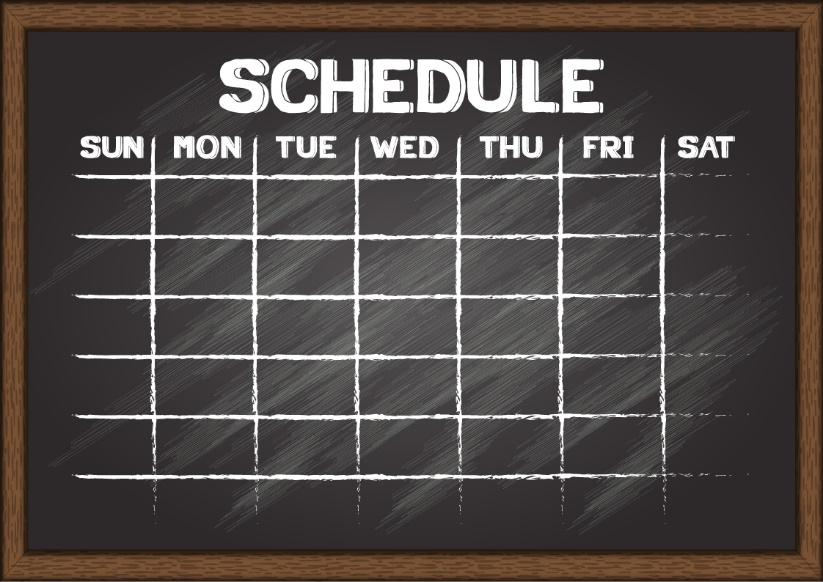 SCHEDULE
SUN MON TUE WED THU FRI SAT